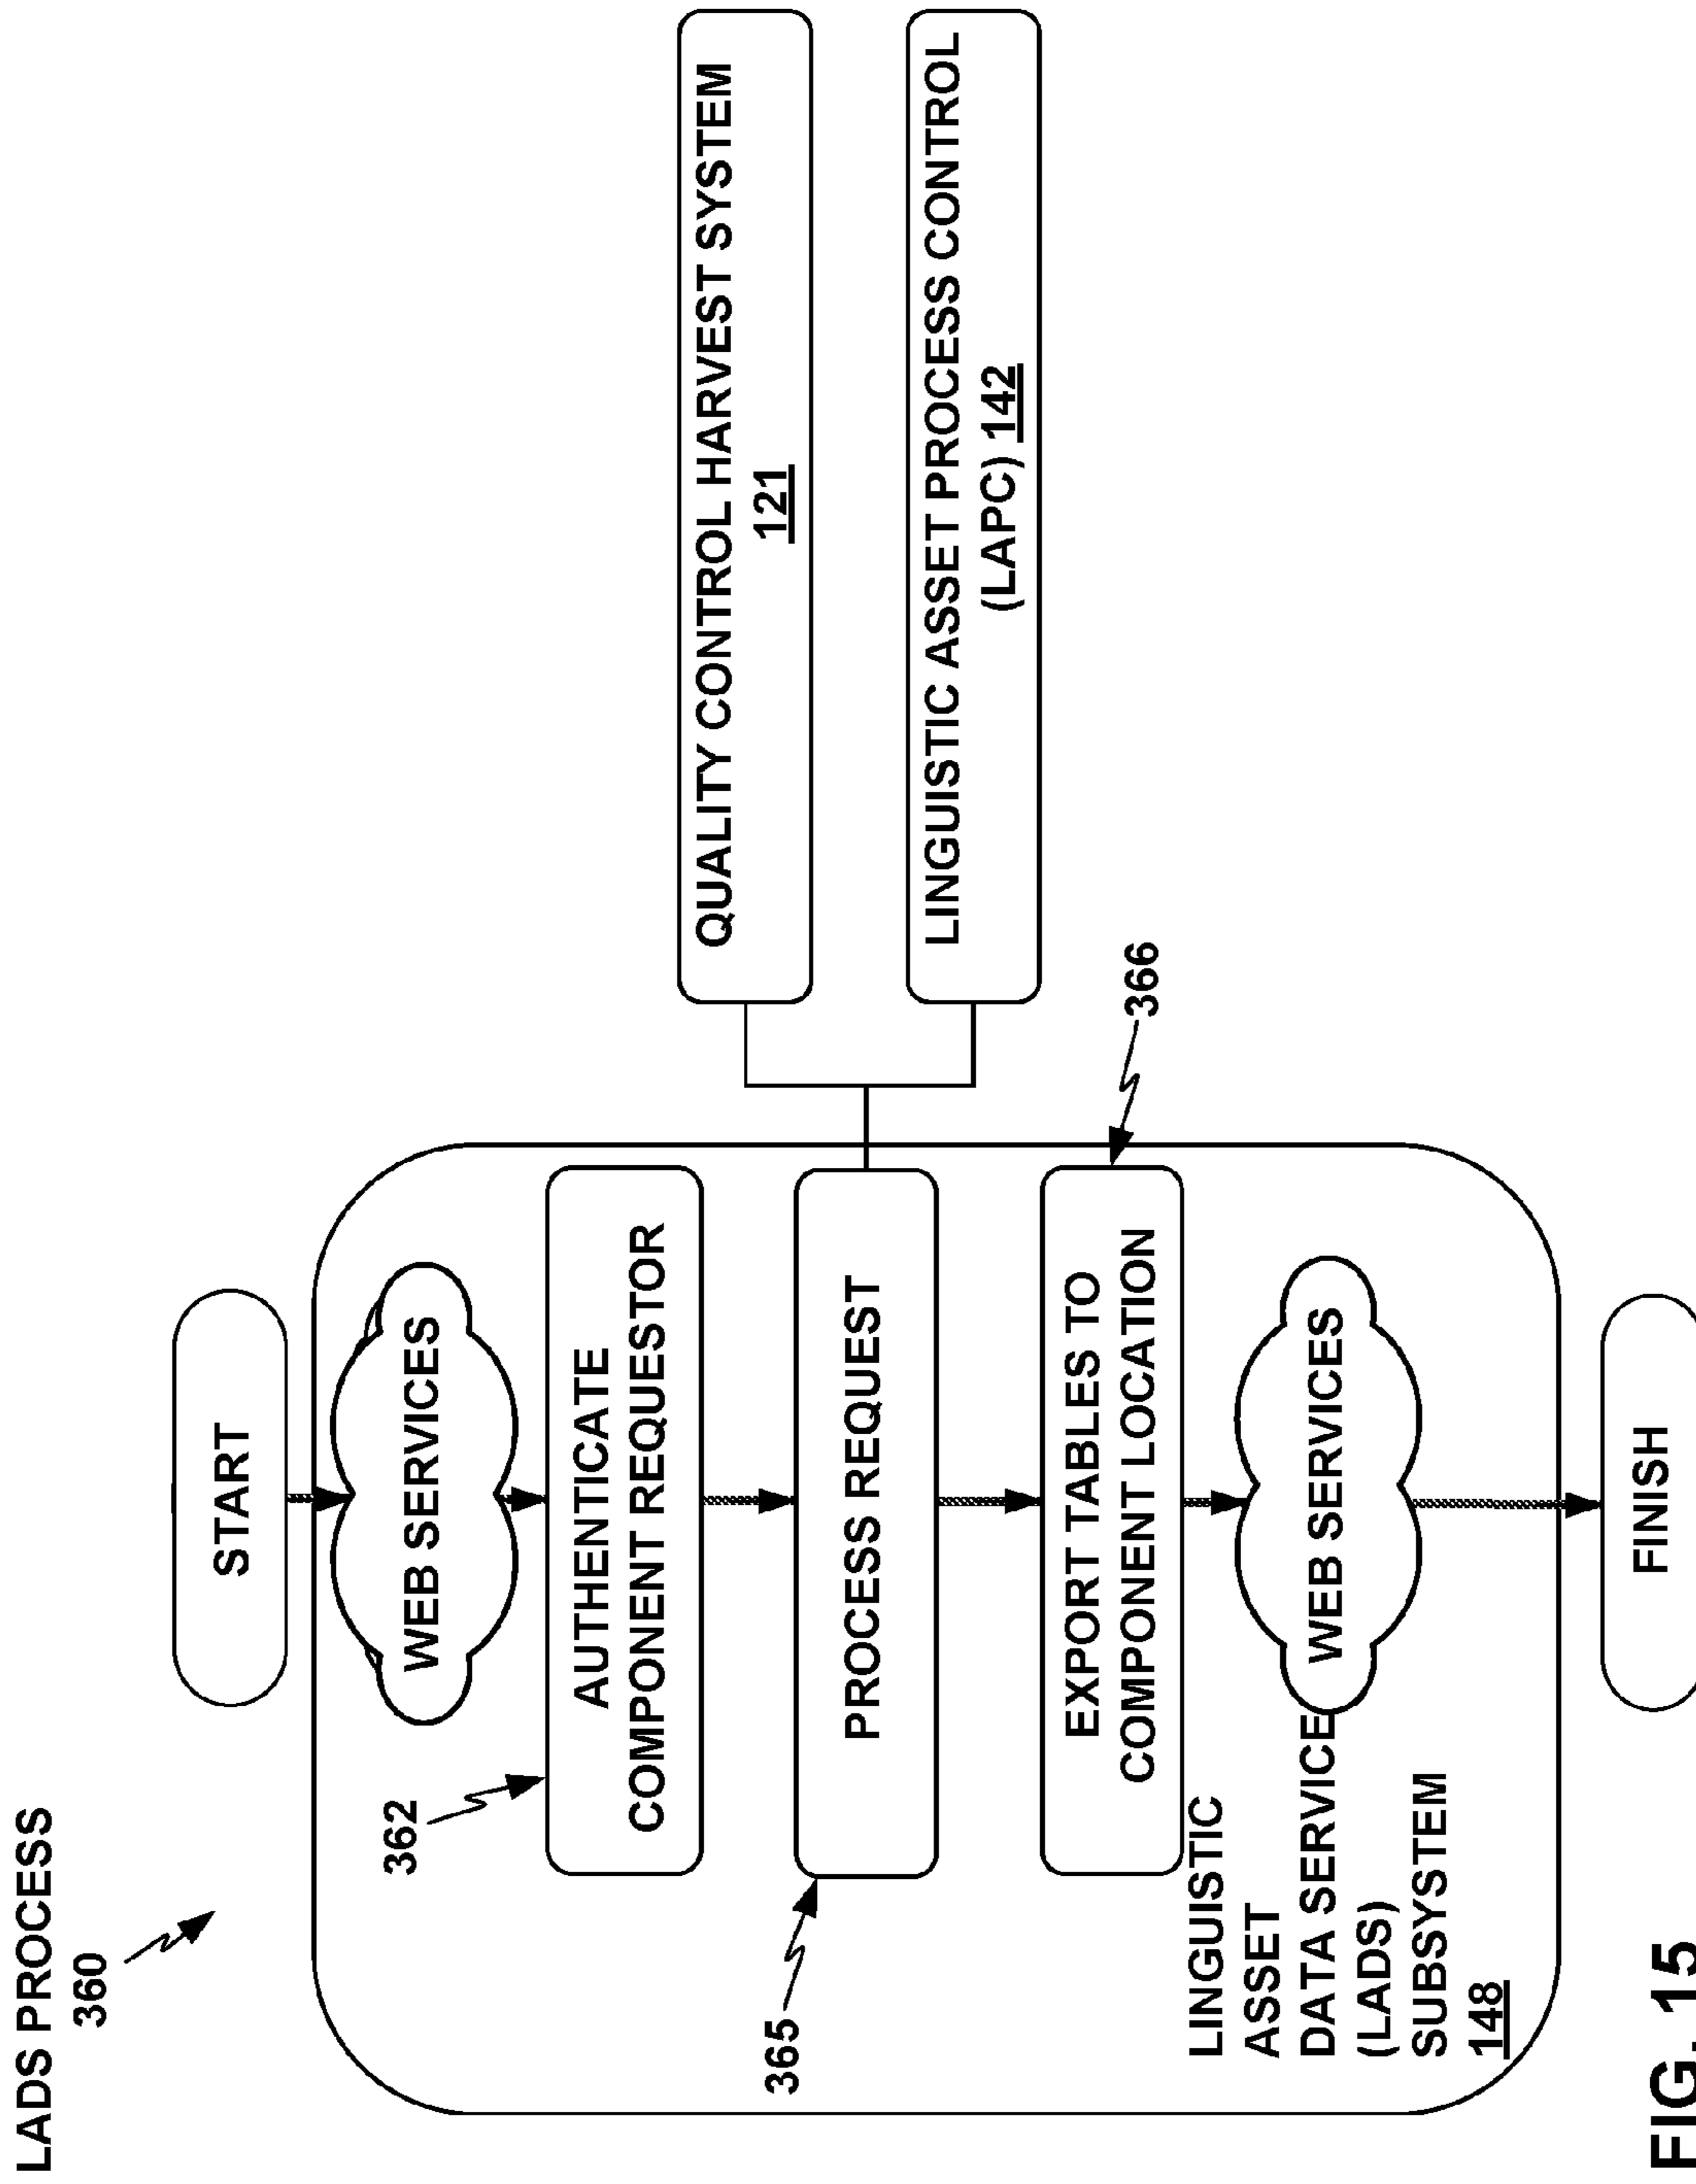 LADS PROCESS
360
START
WEB SERVICES
362
AUTHENTICATE
COMPONENT REQUESTOR
365
PROCESS REQUEST
QUALITY CONTROL HARVEST SYSTEM
121
LINGUISTIC ASSET PROCESS CONTROL
(LAPC) 142
366
EXPORT TABLES TO
COMPONENT LOCATION
WEB SERVICES
LINGUISTIC
ASSET
DATA SERVICE
(LADS)
SUBSYSTEM
148
FINISH
FIG. 15